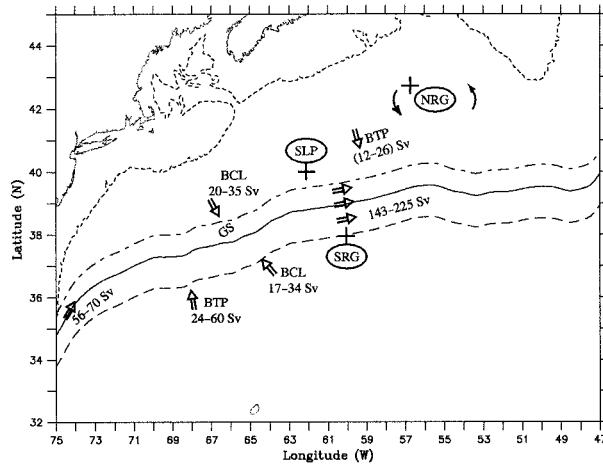 44
42
40
38
36
34
32
Latitude (N)
NRG
SLP
BTP
(12–26) Sv
BCL
20–35 Sv
GS
143–225 Sv
SRG
BCL
17–34 Sv
56–70 Sv
BTP
24–60 Sv
75 73 71 69 67 65 63 61 59 57 55 53 51 49 47
Longitude (W)